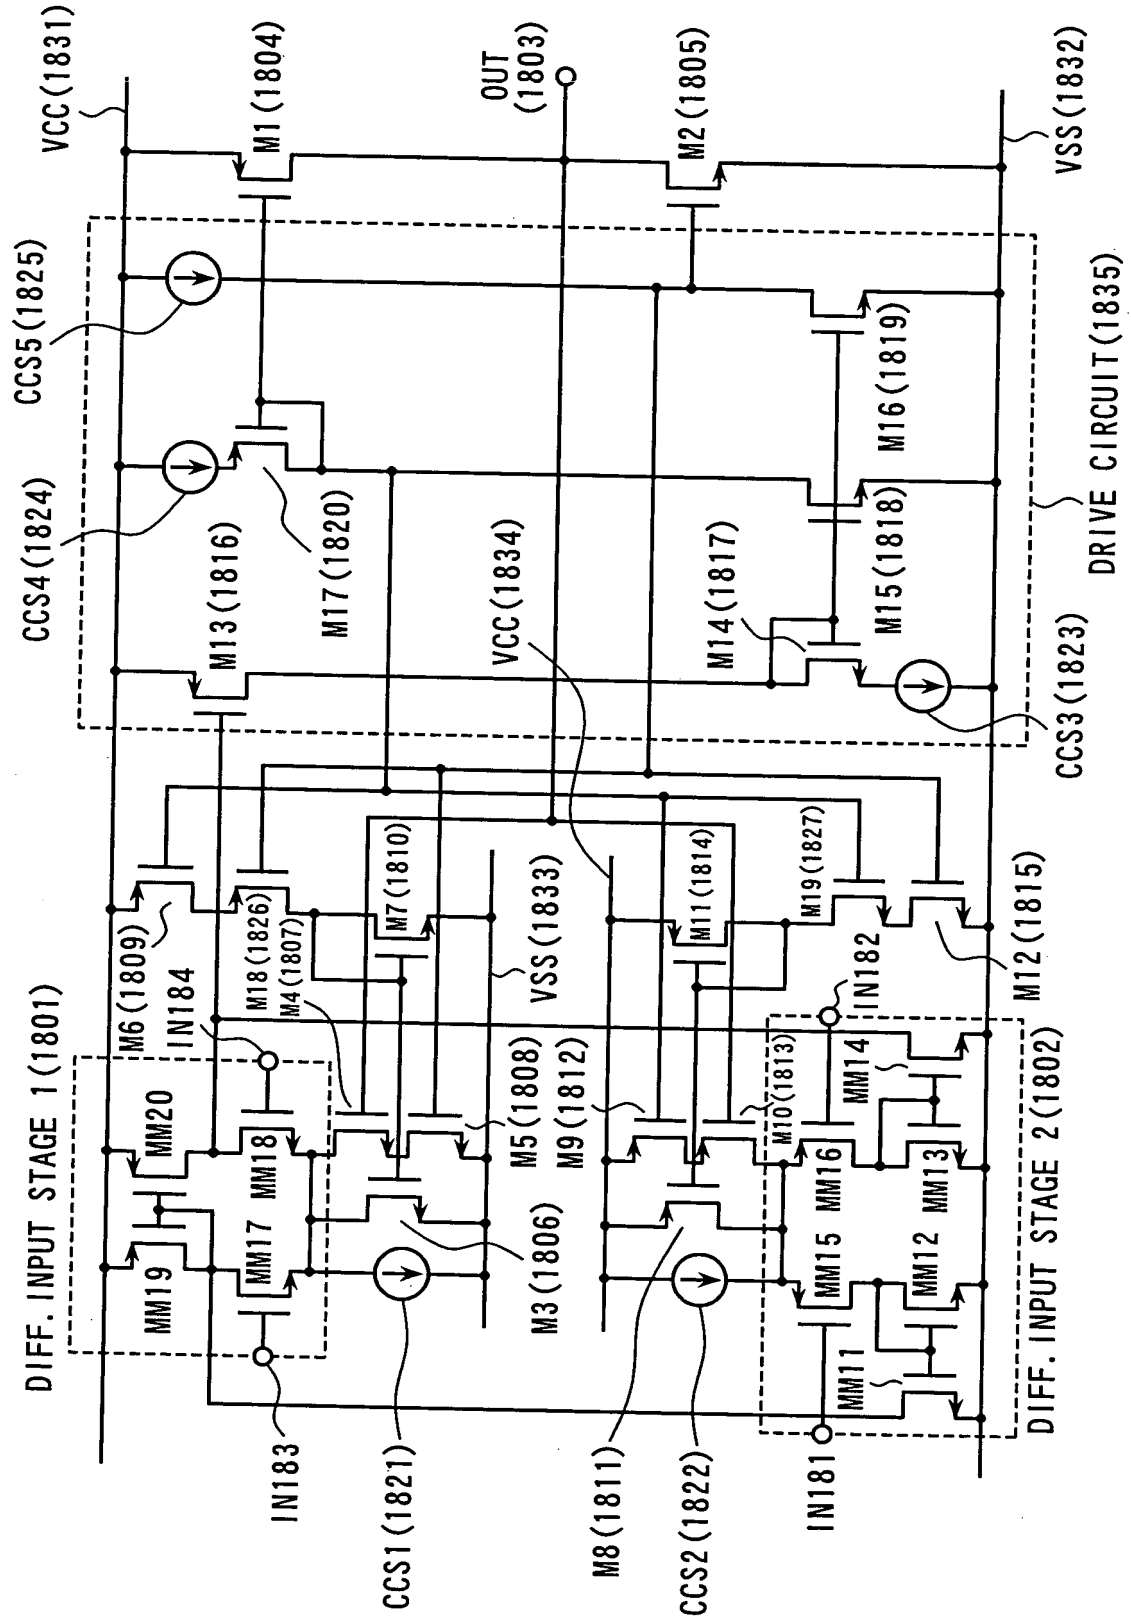 VCC(1831)
M1(1804)
OUT
(1803)
M2(1805)
VSS(1832)
CCS5(1825)
M16(1819)
DRIVE CIRCUIT(1835)
CCS4(1824)
M17(1820)
M13(1816)
VCC(1834)
M14(1817)
M15(1818)
CCS3(1823)
M6(1809)
M18(1826)
M4(1807)
M7(1810)
VSS(1833)
M11(1814)
M19(1827)
IN182
M12(1815)
DIFF. INPUT STAGE 1(1801)
IN184
MM20
MM18
MM19
MM17
M5(1808)
M9(1812)
M3(1806)
M10(1813)
MM14
MM16
MM13
MM15
MM12
MM11
DIFF. INPUT STAGE 2(1802)
IN183
CCS1(1821)
M8(1811)
CCS2(1822)
IN181